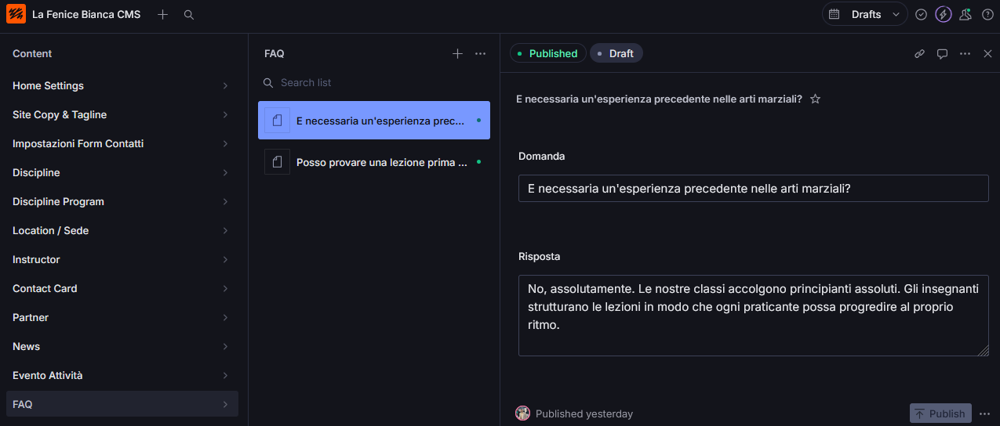 La Fenice Bianca CMS
Drafts
Content
Home Settings
Site Copy & Tagline
Impostazioni Form Contatti
Discipline
Discipline Program
Location / Sede
Instructor
Contact Card
Partner
News
Evento Attività
FAQ
FAQ
Search list
E necessaria un'esperienza prec...
Posso provare una lezione prima ...
Published
Draft
E necessaria un'esperienza precedente nelle arti marziali?
Domanda
E necessaria un'esperienza precedente nelle arti marziali?
Risposta
No, assolutamente. Le nostre classi accolgono principianti assoluti. Gli insegnanti
strutturano le lezioni in modo che ogni praticante possa progredire al proprio
ritmo.
Published yesterday
Publish